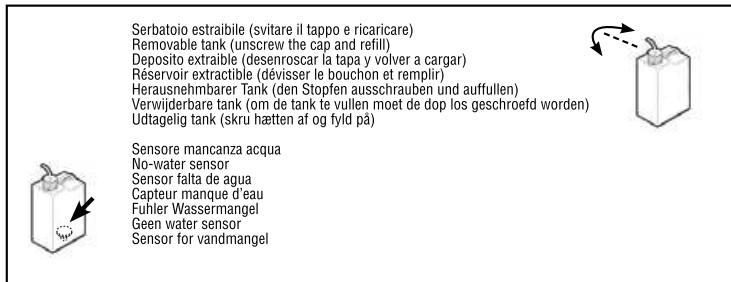 Serbatoio estraibile (svitare il tappo e ricaricare)
Removable tank (unscrew the cap and refill)
Deposito extraible (desenroscar la tapa y volver a cargar)
Réservoir extractible (dévisser le bouchon et remplir)
Herausnehmbarer Tank (den Stopfen ausschrauben und auffullen)
Verwijderbare tank (om de tank te vullen moet de dop los geschroefd worden)
Udtagelig tank (skru hætten af og fyld på)
Sensore mancanza acqua
No-water sensor
Sensor falta de agua
Capteur manque d'eau
Fuhler Wassermangel
Geen water sensor
Sensor for vandmangel